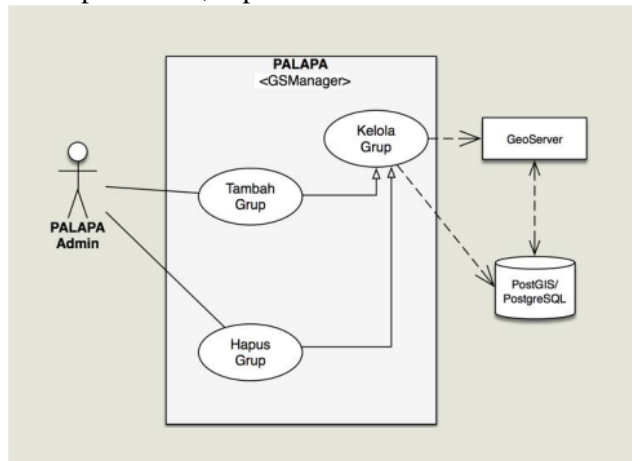 PALAPA
<GSManager>
Kelola
Grup
GeoServer
Tambah
Grup
PALAPA
Admin
PostGIS/
PostgreSQL
Hapus
Grup